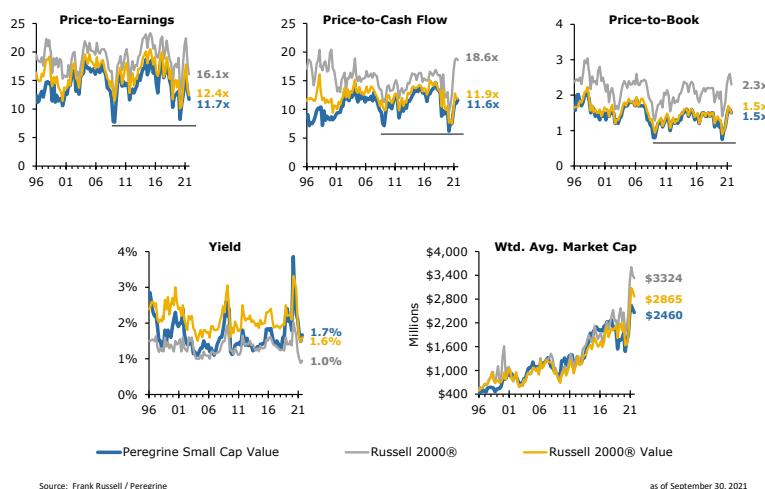 Price-to-Earnings
25
20
15
10
5
0
96 01 06 11 16 21
16.1x
12.4x
11.7x
Price-to-Cash Flow
25
20
15
10
5
0
96 01 06 11 16 21
18.6x
11.9x
11.6x
Price-to-Book
4
3
2
1
0
96 01 06 11 16 21
2.3x
1.5x
1.5x
Yield
4%
3%
2%
1%
0%
96 01 06 11 16 21
1.7%
1.6%
1.0%
Wtd. Avg. Market Cap
Millions
$4,000
$3,400
$2,800
$2,200
$1,600
$1,000
$400
96 01 06 11 16 21
$3324
$2865
$2460
Peregrine Small Cap Value Russell 2000® Russell 2000® Value
Source: Frank Russell / Peregrine as of September 30, 2021